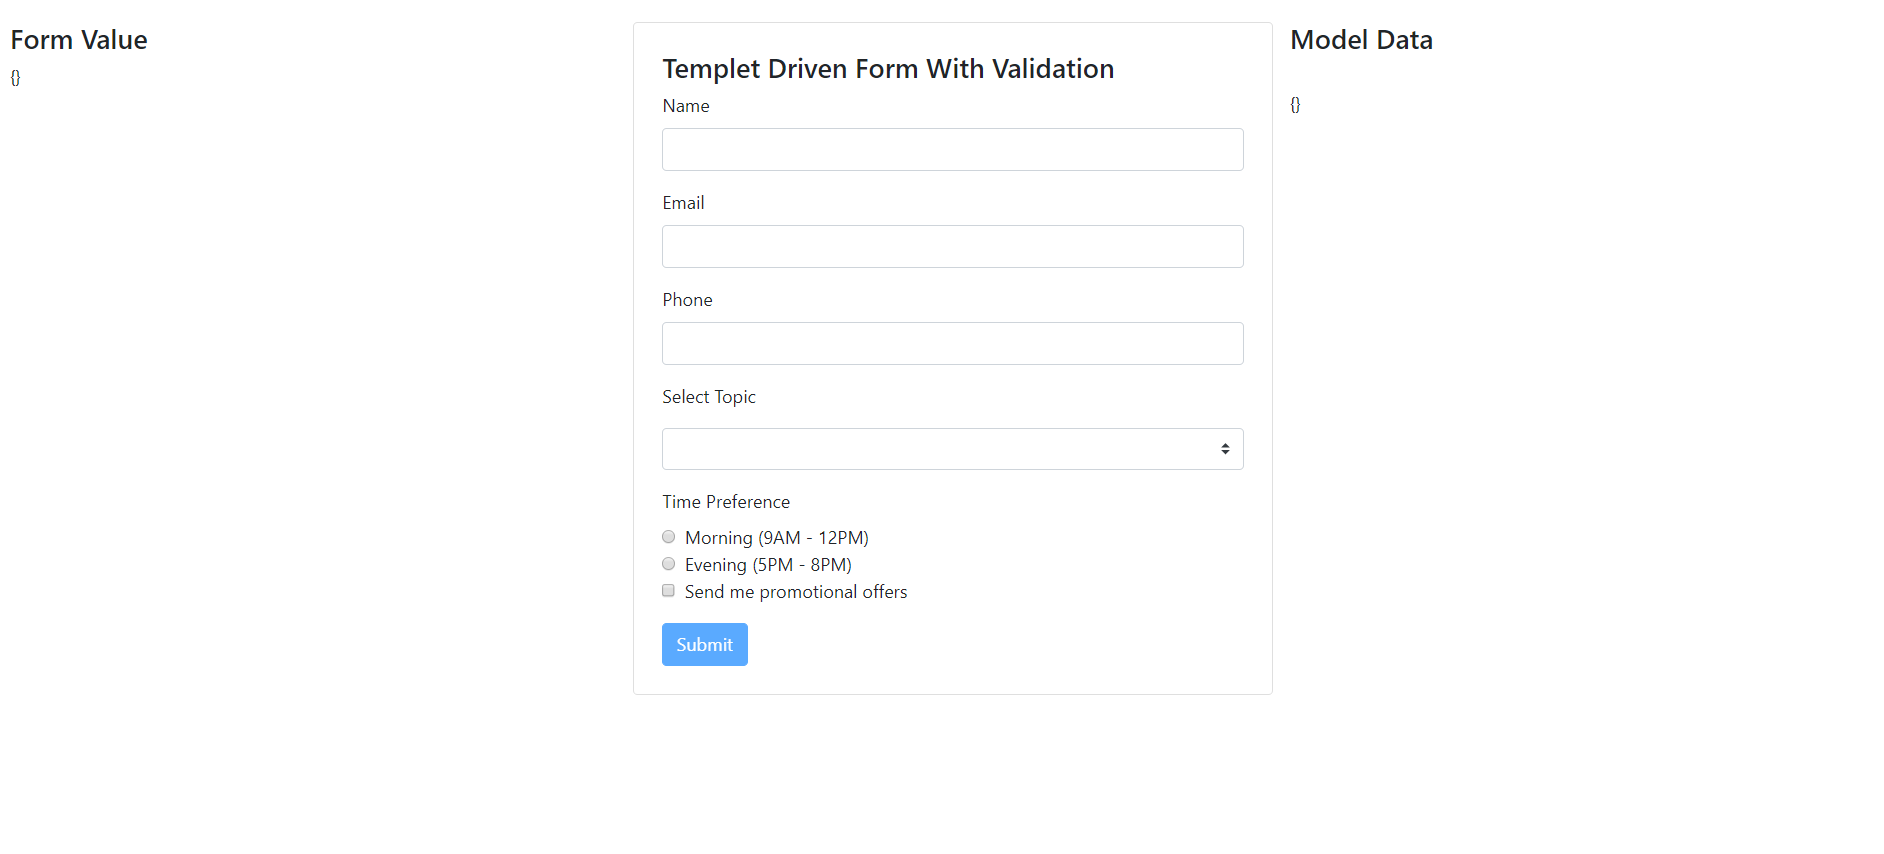 Form Value
{}
Templet Driven Form With Validation
Name
Email
Phone
Select Topic
Time Preference
Morning (9AM - 12PM)
Evening (5PM - 8PM)
Send me promotional offers
Submit
Model Data
{}